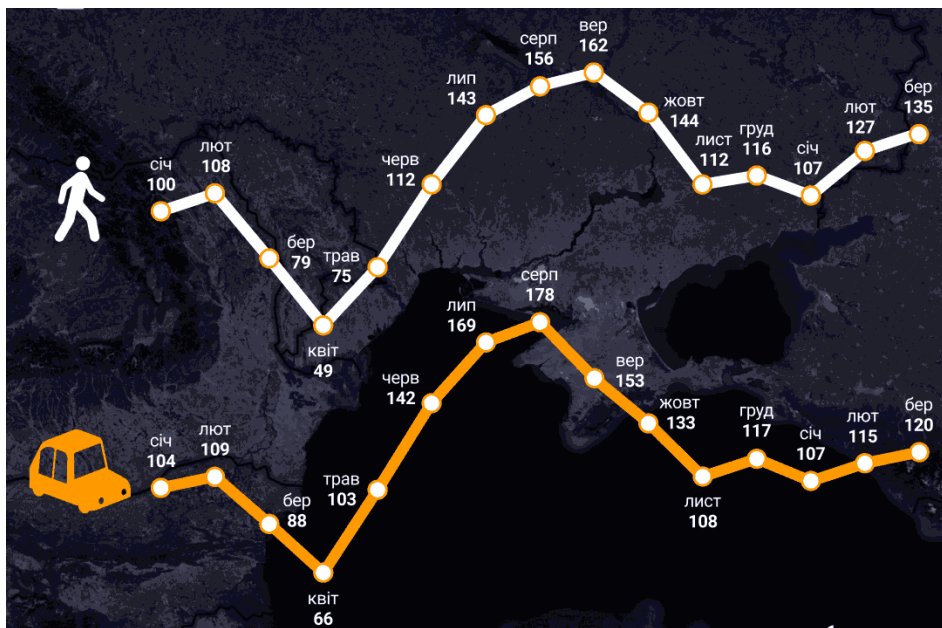 січ
100
лют
108
бер
79
квіт
49
трав
75
черв
112
лип
143
серп
156
вер
162
жовт
144
лист
112
груд
116
січ
107
лют
127
бер
135
січ
104
лют
109
бер
88
квіт
66
трав
103
черв
142
лип
169
серп
178
вер
153
жовт
133
лист
108
груд
117
січ
107
лют
115
бер
120